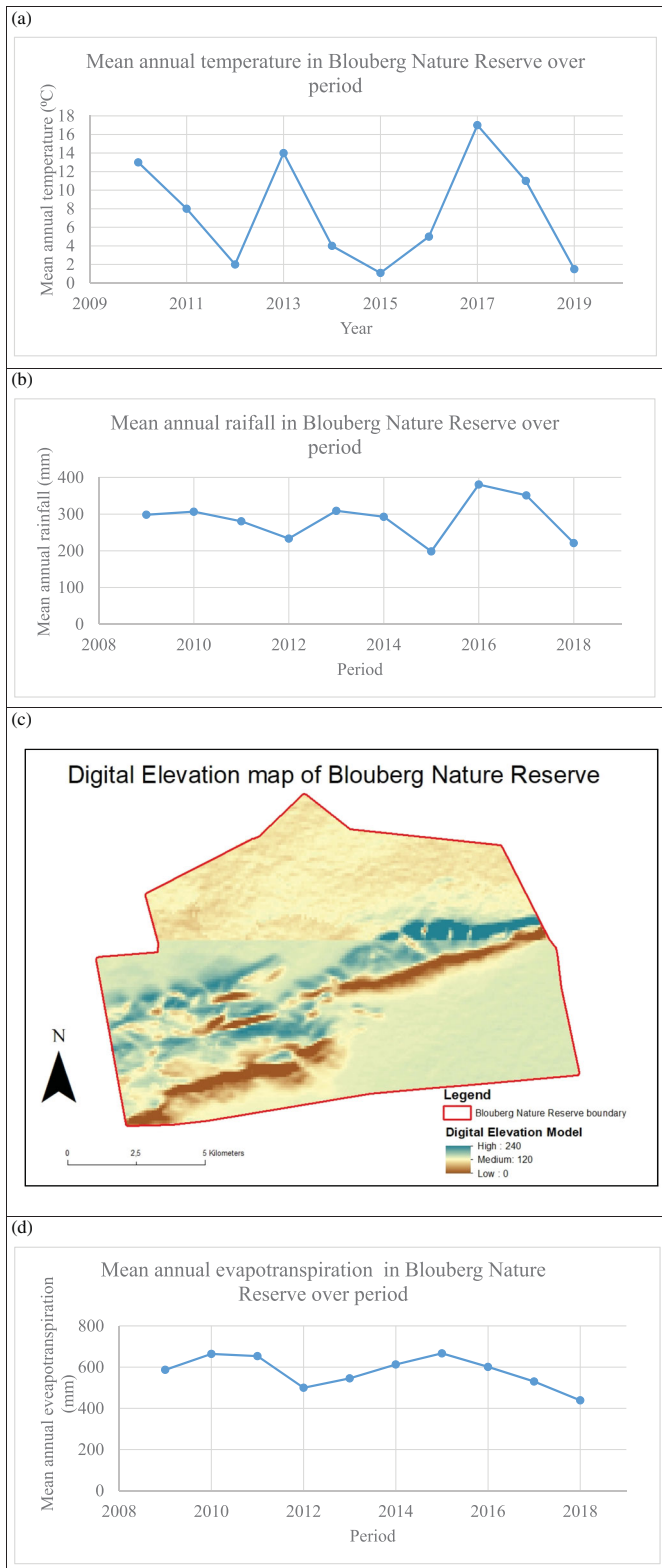 (a)
Mean annual temperature in Blouberg Nature Reserve over
period
Mean annual temperature (ºC)
18
16
14
12
10
8
6
4
2
0
2009 2011 2013 2015 2017 2019
Year
(b)
Mean annual raifall in Blouberg Nature Reserve over
period
Mean annual rainfall (mm)
400
300
200
100
0
2008 2010 2012 2014 2016 2018
Period
(c)
Digital Elevation map of Blouberg Nature Reserve
N
0 2,5 5 Kilometers
Legend
Blouberg Nature Reserve boundary
Digital Elevation Model
High : 240
Medium: 120
Low : 0
(d)
Mean annual evapotranspiration in Blouberg Nature
Reserve over period
Mean annual eveapotranspiration
(mm)
800
600
400
200
0
2008 2010 2012 2014 2016 2018
Period